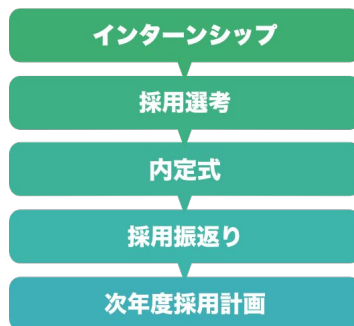 インターンシップ
採用選考
内定式
採用振返り
次年度採用計画